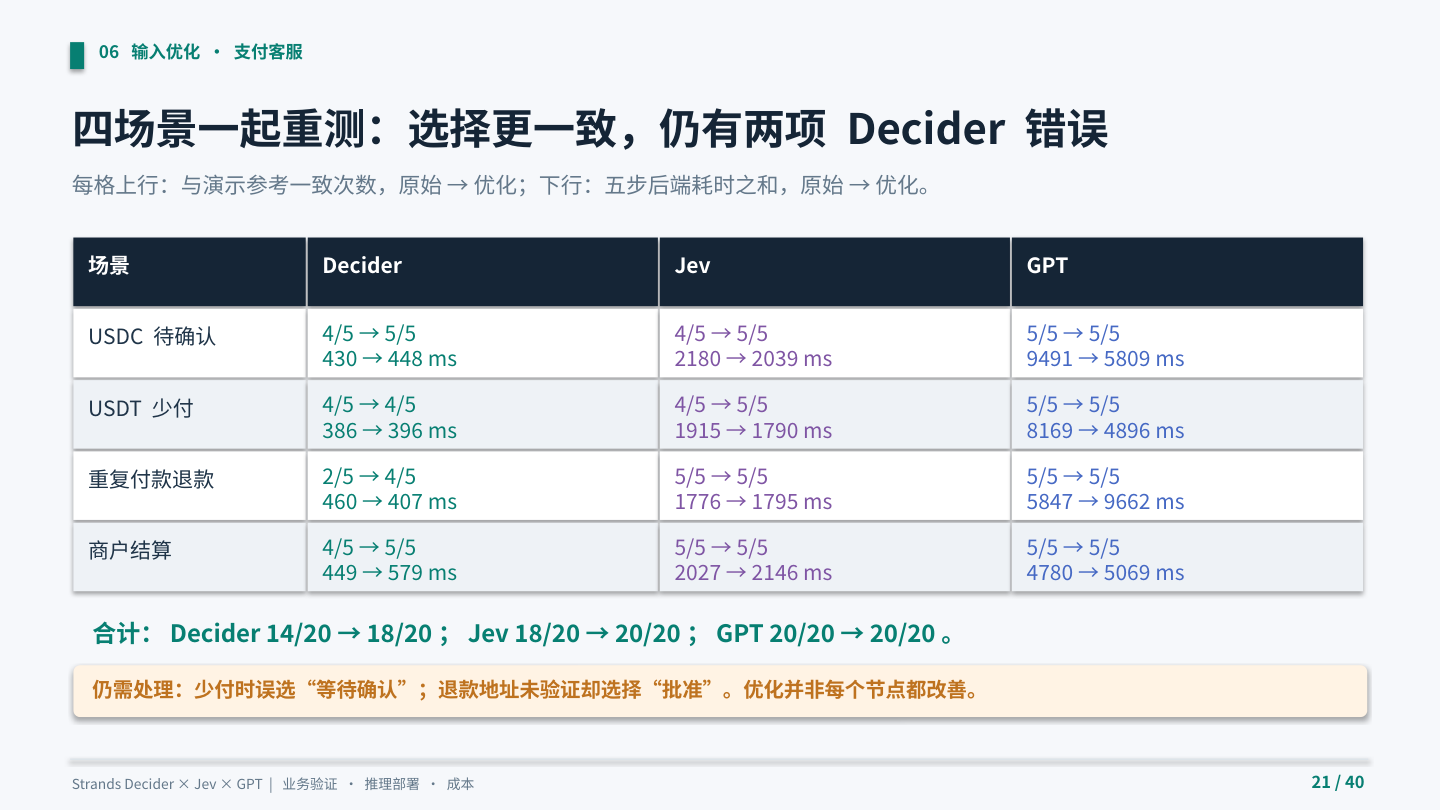 06 输入优化 · 支付客服
四场景一起重测：选择更一致，仍有两项 Decider 错误
每格上行：与演示参考一致次数，原始 → 优化；下行：五步后端耗时之和，原始 → 优化。
场景 Decider Jev GPT
USDC 待确认
4/5 → 5/5
430 → 448 ms
4/5 → 5/5
2180 → 2039 ms
5/5 → 5/5
9491 → 5809 ms
USDT 少付
4/5 → 4/5
386 → 396 ms
4/5 → 5/5
1915 → 1790 ms
5/5 → 5/5
8169 → 4896 ms
重复付款退款
2/5 → 4/5
460 → 407 ms
5/5 → 5/5
1776 → 1795 ms
5/5 → 5/5
5847 → 9662 ms
商户结算
4/5 → 5/5
449 → 579 ms
5/5 → 5/5
2027 → 2146 ms
5/5 → 5/5
4780 → 5069 ms
合计： Decider 14/20 → 18/20； Jev 18/20 → 20/20； GPT 20/20 → 20/20。
仍需处理：少付时误选“等待确认”；退款地址未验证却选择“批准”。优化并非每个节点都改善。
Strands Decider × Jev × GPT | 业务验证 · 推理部署 · 成本
21 / 40